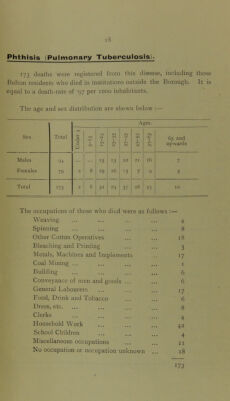 18
Phthisis (Pulmonary Tuberculosis).
173 deaths were registered from this disease, including those
Bolton residents who died in institutions outside the Borough. It is
equal to a death-rate of ·97 per 1000 inhabitants.
The age and sex distribution are shown below :—
Ages.
Sex Total Under 5 65 and upwards
Males 94
Females 79
Total 173
The occupations of those who died were as follows :—
Weaving
Spinning 8
Other Cotton Operatives
Bleaching and Printing 3
Metals, Machines and Implements 17
Coal Mining
Building 6
Conveyance of men and goods 6
General Labourers 17
Food, Drink and Tobacco 6
Dress, etc.
Clerks
Household Work 42
School Children 4
Miscellaneous occupations 11
No occupation or occupation unknown 18
173